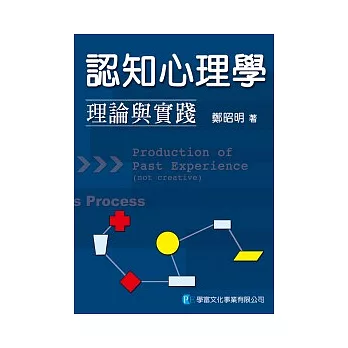 認知心理學
理論與實踐
鄭昭明 著
Production of
Past Experience
(not creative)
s Process
學富文化事業有限公司